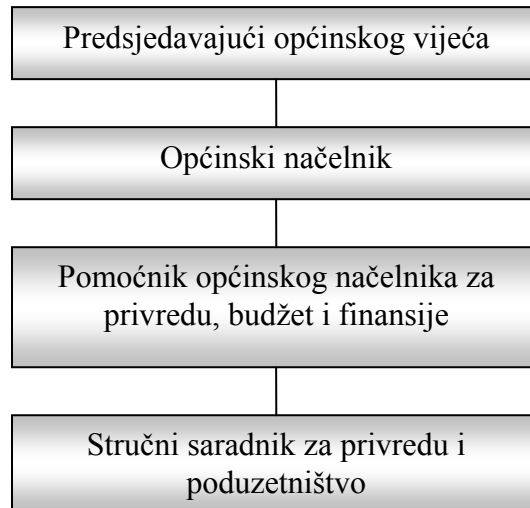 Predsjedavajući općinskog vijeća
Općinski načelnik
Pomoćnik općinskog načelnika za
privredu, budžet i finansije
Stručni saradnik za privredu i
poduzetništvo